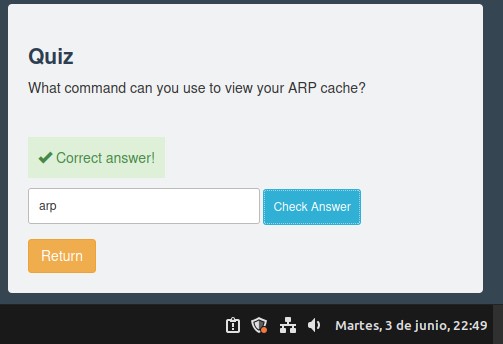 Quiz
What command can you use to view your ARP cache?
Correct answer!
arp
Check Answer
Return
Martes, 3 de junio, 22:49